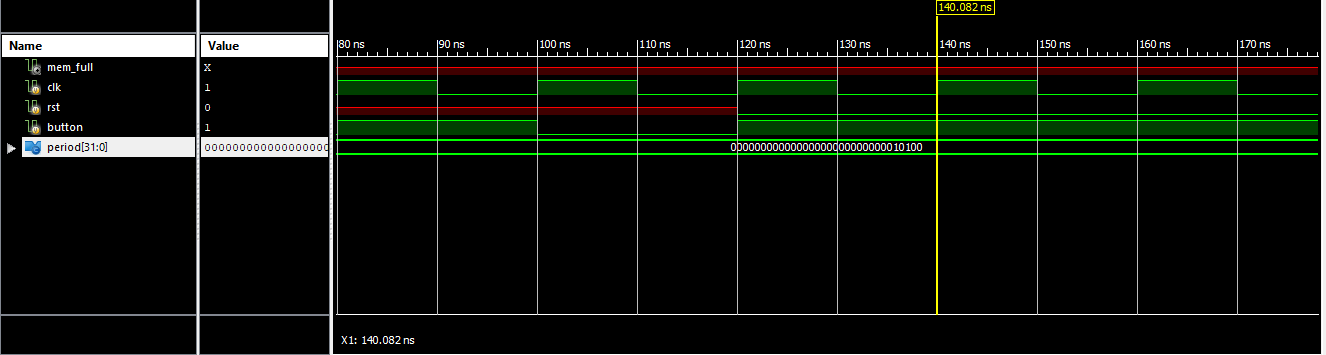 140.082 ns
Name
Value
80 ns
90 ns
100 ns
110 ns
120 ns
130 ns
140 ns
150 ns
160 ns
170 ns
mem_full
X
clk
1
rst
0
button
1
period[31:0]
0000000000000000000
00000000000000000000000000010100
X1: 140.082 ns